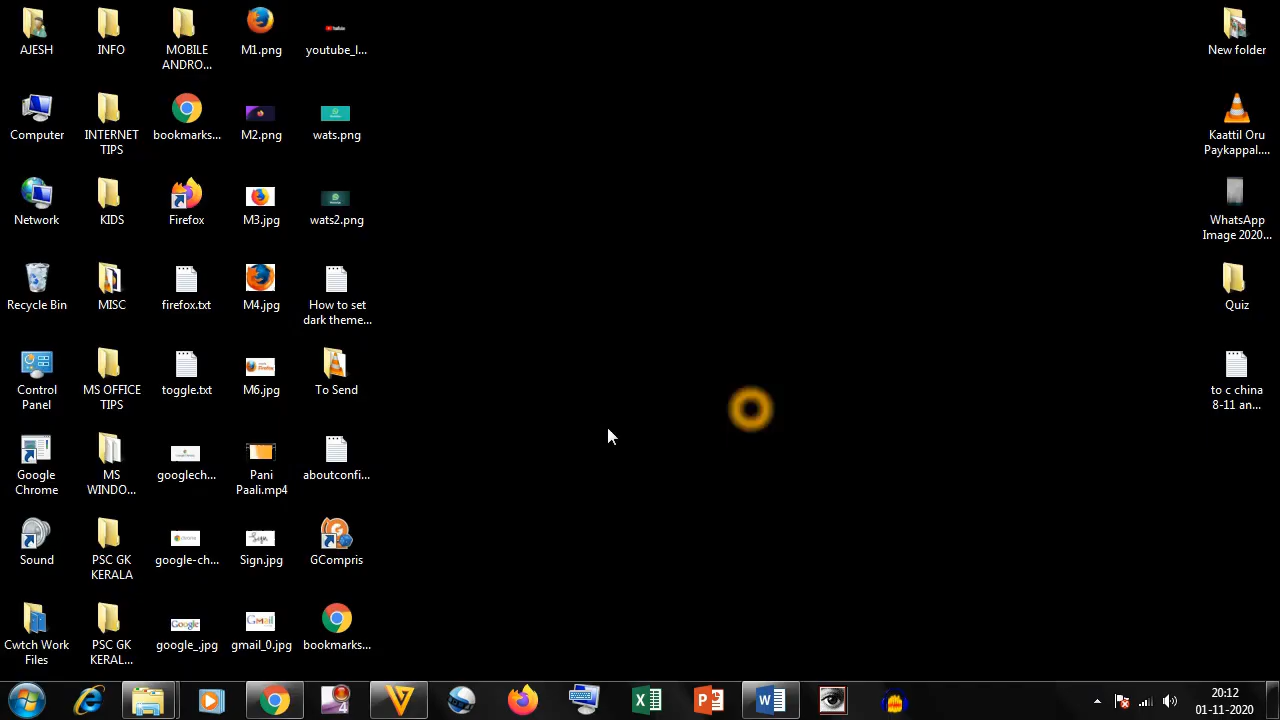 AJESH
Computer
Network
Recycle Bin
Control
Panel
Google
Chrome
Sound
Cwtch Work
Files
INFO
INTERNET
TIPS
KIDS
MISC
MS OFFICE
TIPS
MS
WINDO...
PSC GK
KERALA
PSC GK
KERAL...
MOBILE
ANDRO...
bookmarks...
Firefox
firefox.txt
toggle.txt
googlech...
google-ch...
google_.jpg
M1.png
M2.png
M3.jpg
M4.jpg
M6.jpg
Pani
Paali.mp4
Sign.jpg
gmail_0.jpg
youtube_l...
wats.png
wats2.png
How to set
dark theme...
To Send
aboutconfi...
GCompris
bookmarks...
New folder
Kaattil Oru
Paykappal....
WhatsApp
Image 2020...
Quiz
to c china
8-11 an...
20:12
01-11-2020